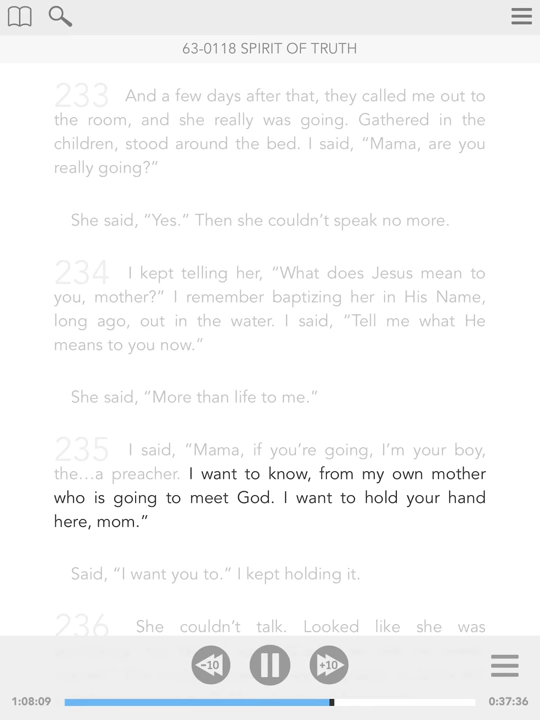 63-0118 SPIRIT OF TRUTH
233 And a few days after that, they called me out to
the room, and she really was going. Gathered in the
children, stood around the bed. I said, “Mama, are you
really going?”
She said, “Yes.” Then she couldn’t speak no more.
234 I kept telling her, “What does Jesus mean to
you, mother?” I remember baptizing her in His Name,
long ago, out in the water. I said, “Tell me what He
means to you now.”
She said, “More than life to me.”
235 I said, “Mama, if you’re going, I’m your boy,
the…a preacher. I want to know, from my own mother
who is going to meet God. I want to hold your hand
here, mom.”
Said, “I want you to.” I kept holding it.
236 She couldn’t talk. Looked like she was
-10 +10
1:08:09 0:37:36